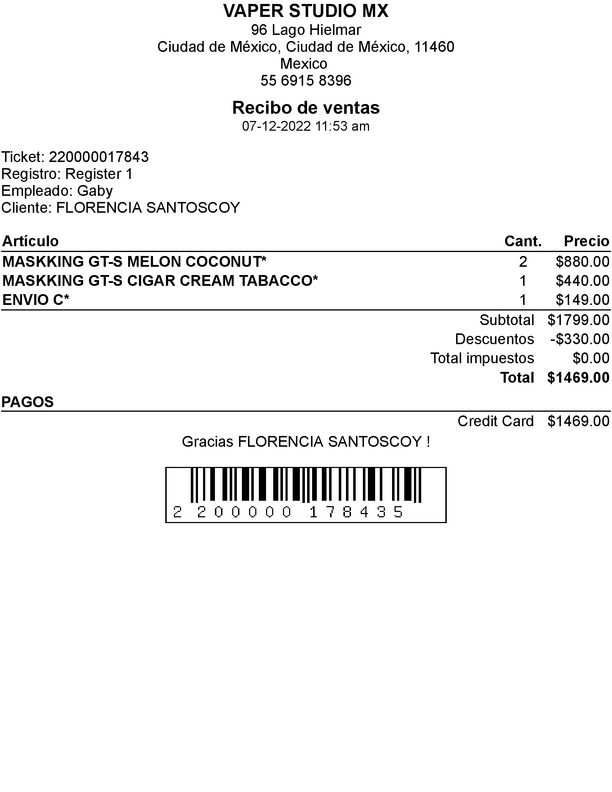 VAPER STUDIO MX
96 Lago Hielmar
Ciudad de México, Ciudad de México, 11460
Mexico
55 6915 8396
Recibo de ventas
07-12-2022 11:53 am
Ticket: 220000017843
Registro: Register 1
Empleado: Gaby
Cliente: FLORENCIA SANTOSCOY
Artículo Cant. Precio
MASKKING GT-S MELON COCONUT* 2 $880.00
MASKKING GT-S CIGAR CREAM TABACCO* 1 $440.00
ENVIO C* 1 $149.00
Subtotal $1799.00
Descuentos -$330.00
Total impuestos $0.00
Total $1469.00
PAGOS
Credit Card $1469.00
Gracias FLORENCIA SANTOSCOY !
2 200000 178435